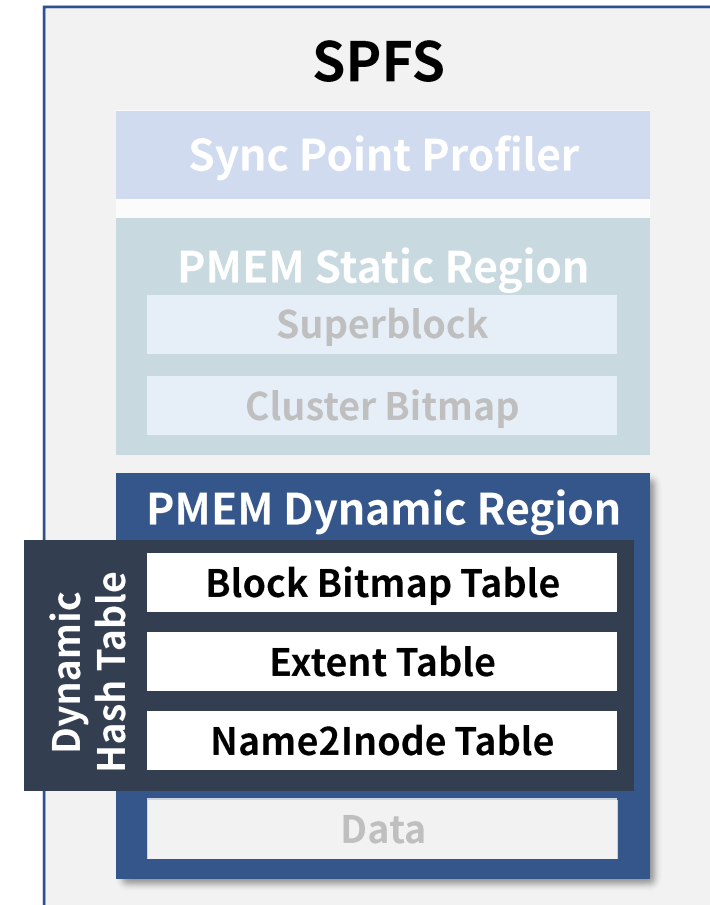 SPFS
Sync Point Profiler
PMEM Static Region
Superblock
Cluster Bitmap
PMEM Dynamic Region
Dynamic
Hash Table
Block Bitmap Table
Extent Table
Name2Inode Table
Data